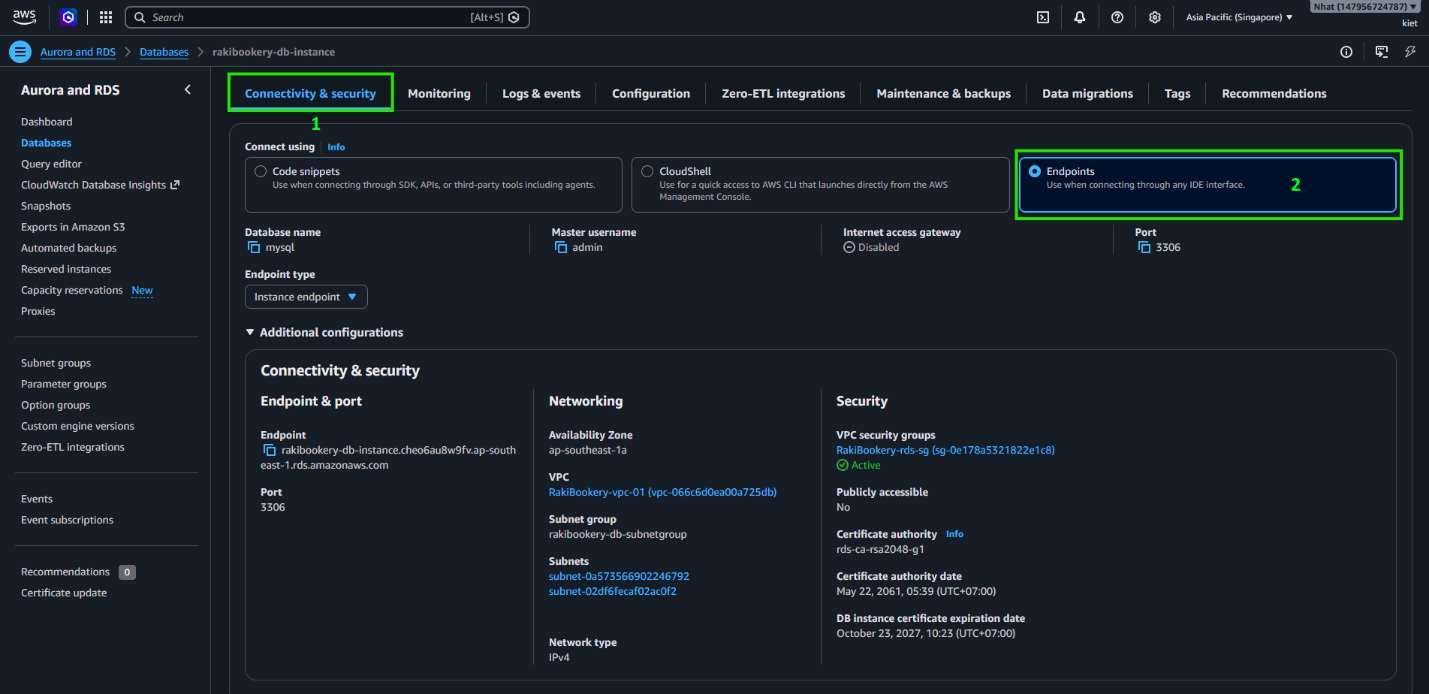 aws
Search [Alt+S]
Asia Pacific (Singapore)
Nhat (147956724787)
kiet
Aurora and RDS > Databases > rakibookery-db-instance
Aurora and RDS
Dashboard
Databases
Query editor
CloudWatch Database Insights
Snapshots
Exports in Amazon S3
Automated backups
Reserved instances
Capacity reservations New
Proxies
Subnet groups
Parameter groups
Option groups
Custom engine versions
Zero-ETL integrations
Events
Event subscriptions
Recommendations 0
Certificate update
Connectivity & security Monitoring Logs & events Configuration Zero-ETL integrations Maintenance & backups Data migrations Tags Recommendations
1
Connect using Info
Code snippets
Use when connecting through SDK, APIs, or third-party tools including agents.
CloudShell
Use for a quick access to AWS CLI that launches directly from the AWS
Management Console.
Endpoints
Use when connecting through any IDE interface.
2
Database name
mysql
Master username
admin
Internet access gateway
Disabled
Port
3306
Endpoint type
Instance endpoint
Additional configurations
Connectivity & security
Endpoint & port
Endpoint
rakibookery-db-instance.cheo6au8w9fv.ap-south
east-1.rds.amazonaws.com
Port
3306
Networking
Availability Zone
ap-southeast-1a
VPC
RakiBookery-vpc-01 (vpc-066c6d0ea00a725db)
Subnet group
rakibookery-db-subnetgroup
Subnets
subnet-0a573566902246792
subnet-02df6fecaf02ac0f2
Network type
IPv4
Security
VPC security groups
RakiBookery-rds-sg (sg-0e178a5321822e1c8)
Active
Publicly accessible
No
Certificate authority Info
rds-ca-rsa2048-g1
Certificate authority date
May 22, 2061, 05:39 (UTC+07:00)
DB instance certificate expiration date
October 23, 2027, 10:23 (UTC+07:00)